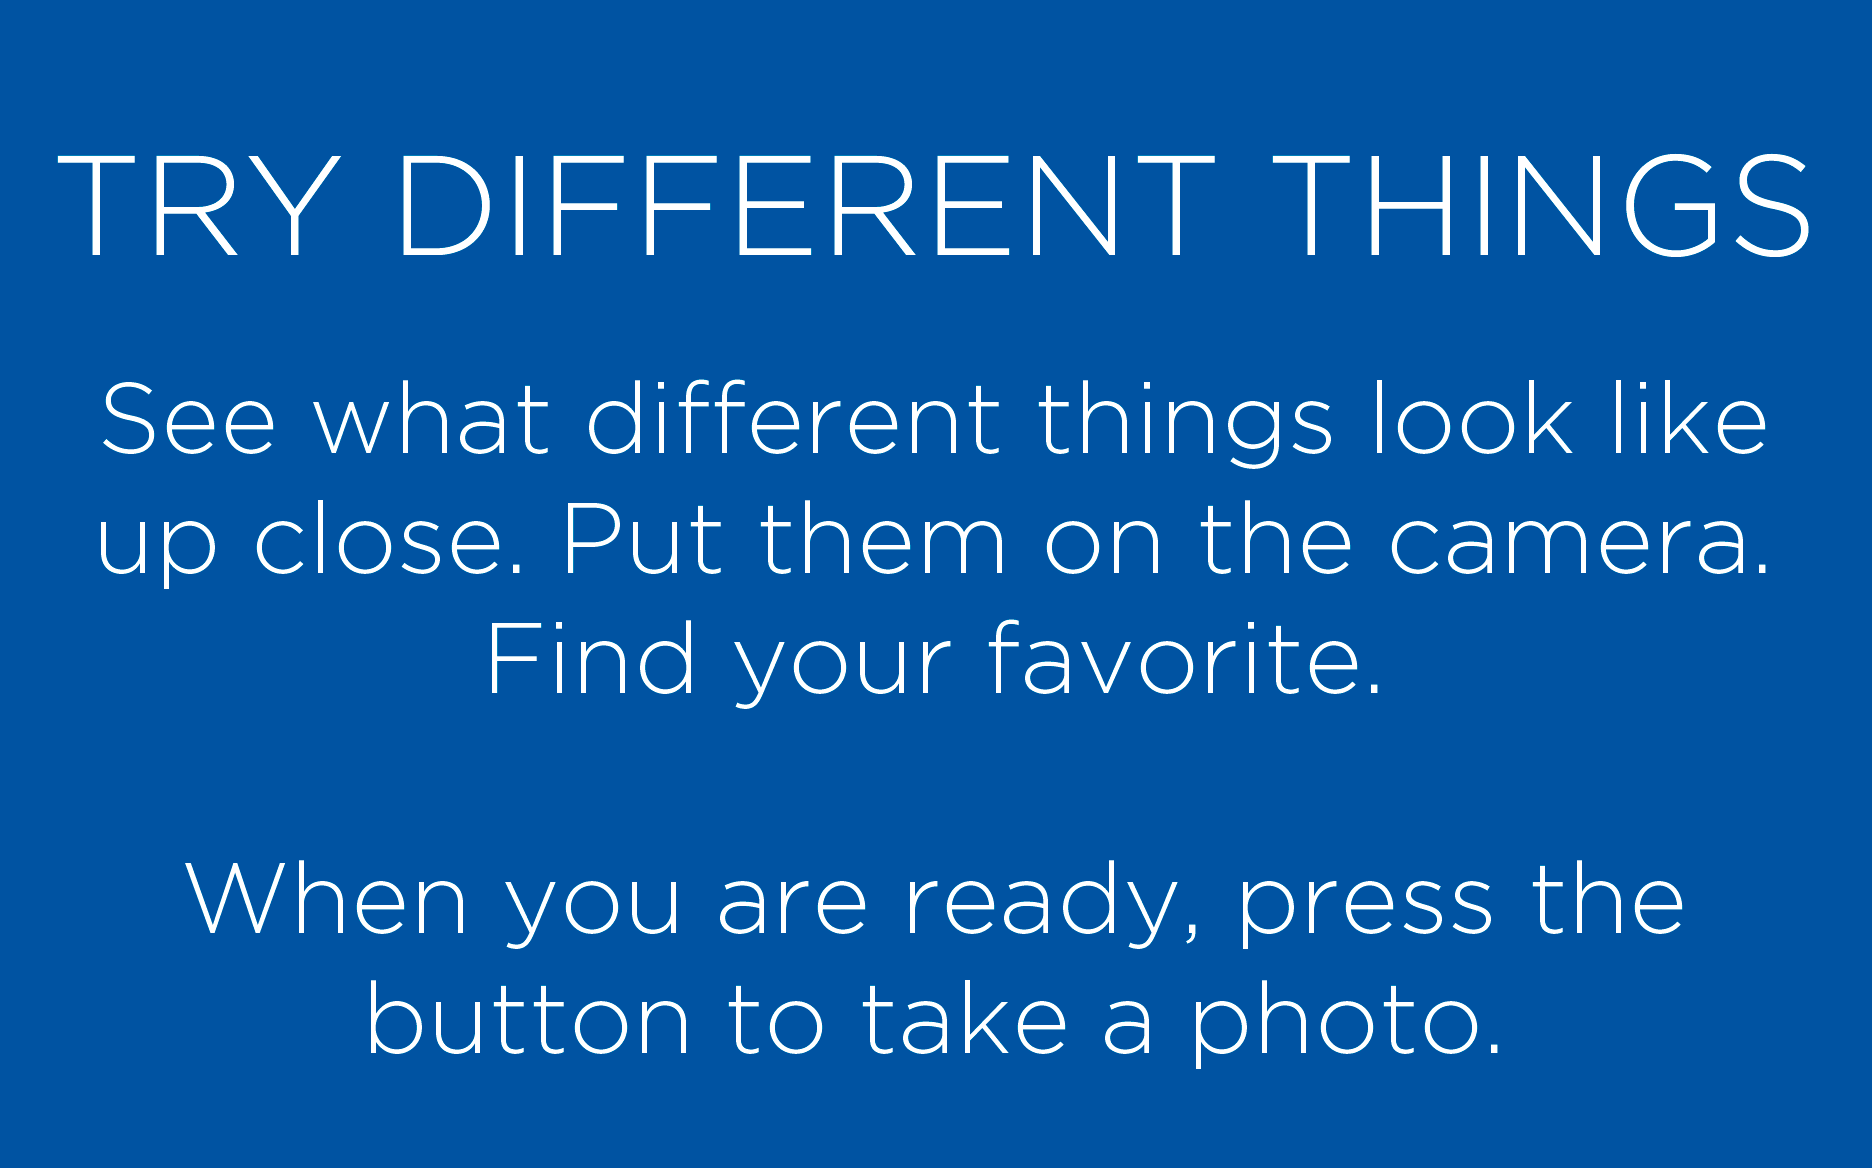 TRY DIFFERENT THINGS
See what different things look like
up close. Put them on the camera.
Find your favorite.
When you are ready, press the
button to take a photo.